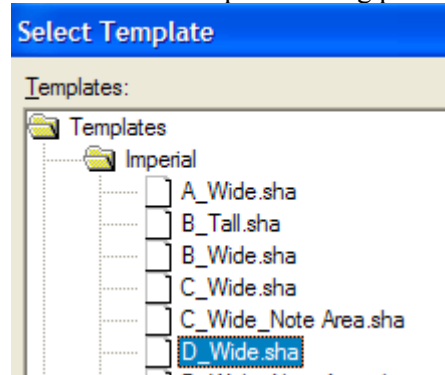 Select Template
Templates:
Templates
Imperial
A_Wide.sha
B_Tall.sha
B_Wide.sha
C_Wide.sha
C_Wide_Note Area.sha
D_Wide.sha